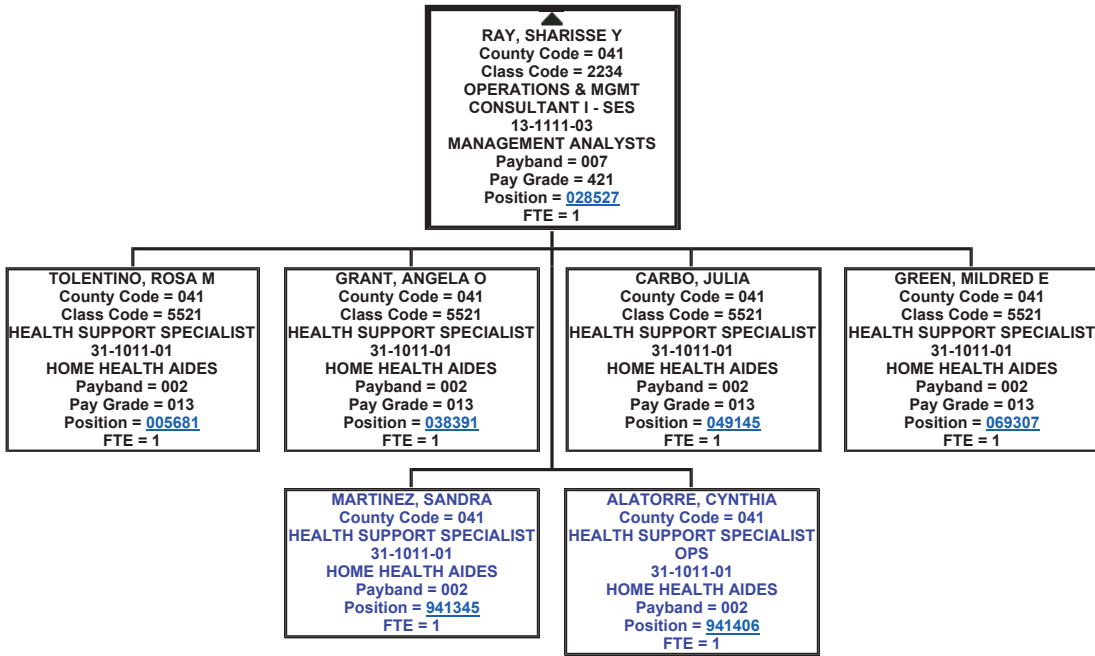 RAY, SHARISSE Y
County Code = 041
Class Code = 2234
OPERATIONS & MGMT
CONSULTANT I - SES
13-1111-03
MANAGEMENT ANALYSTS
Payband = 007
Pay Grade = 421
Position = 028527
FTE = 1
TOLENTINO, ROSA M
County Code = 041
Class Code = 5521
HEALTH SUPPORT SPECIALIST
31-1011-01
HOME HEALTH AIDES
Payband = 002
Pay Grade = 013
Position = 005681
FTE = 1
GRANT, ANGELA O
County Code = 041
Class Code = 5521
HEALTH SUPPORT SPECIALIST
31-1011-01
HOME HEALTH AIDES
Payband = 002
Pay Grade = 013
Position = 038391
FTE = 1
CARBO, JULIA
County Code = 041
Class Code = 5521
HEALTH SUPPORT SPECIALIST
31-1011-01
HOME HEALTH AIDES
Payband = 002
Pay Grade = 013
Position = 049145
FTE = 1
GREEN, MILDRED E
County Code = 041
Class Code = 5521
HEALTH SUPPORT SPECIALIST
31-1011-01
HOME HEALTH AIDES
Payband = 002
Pay Grade = 013
Position = 069307
FTE = 1
MARTINEZ, SANDRA
County Code = 041
HEALTH SUPPORT SPECIALIST
31-1011-01
HOME HEALTH AIDES
Payband = 002
Position = 941345
FTE = 1
ALATORRE, CYNTHIA
County Code = 041
HEALTH SUPPORT SPECIALIST
OPS
31-1011-01
HOME HEALTH AIDES
Payband = 002
Position = 941406
FTE = 1